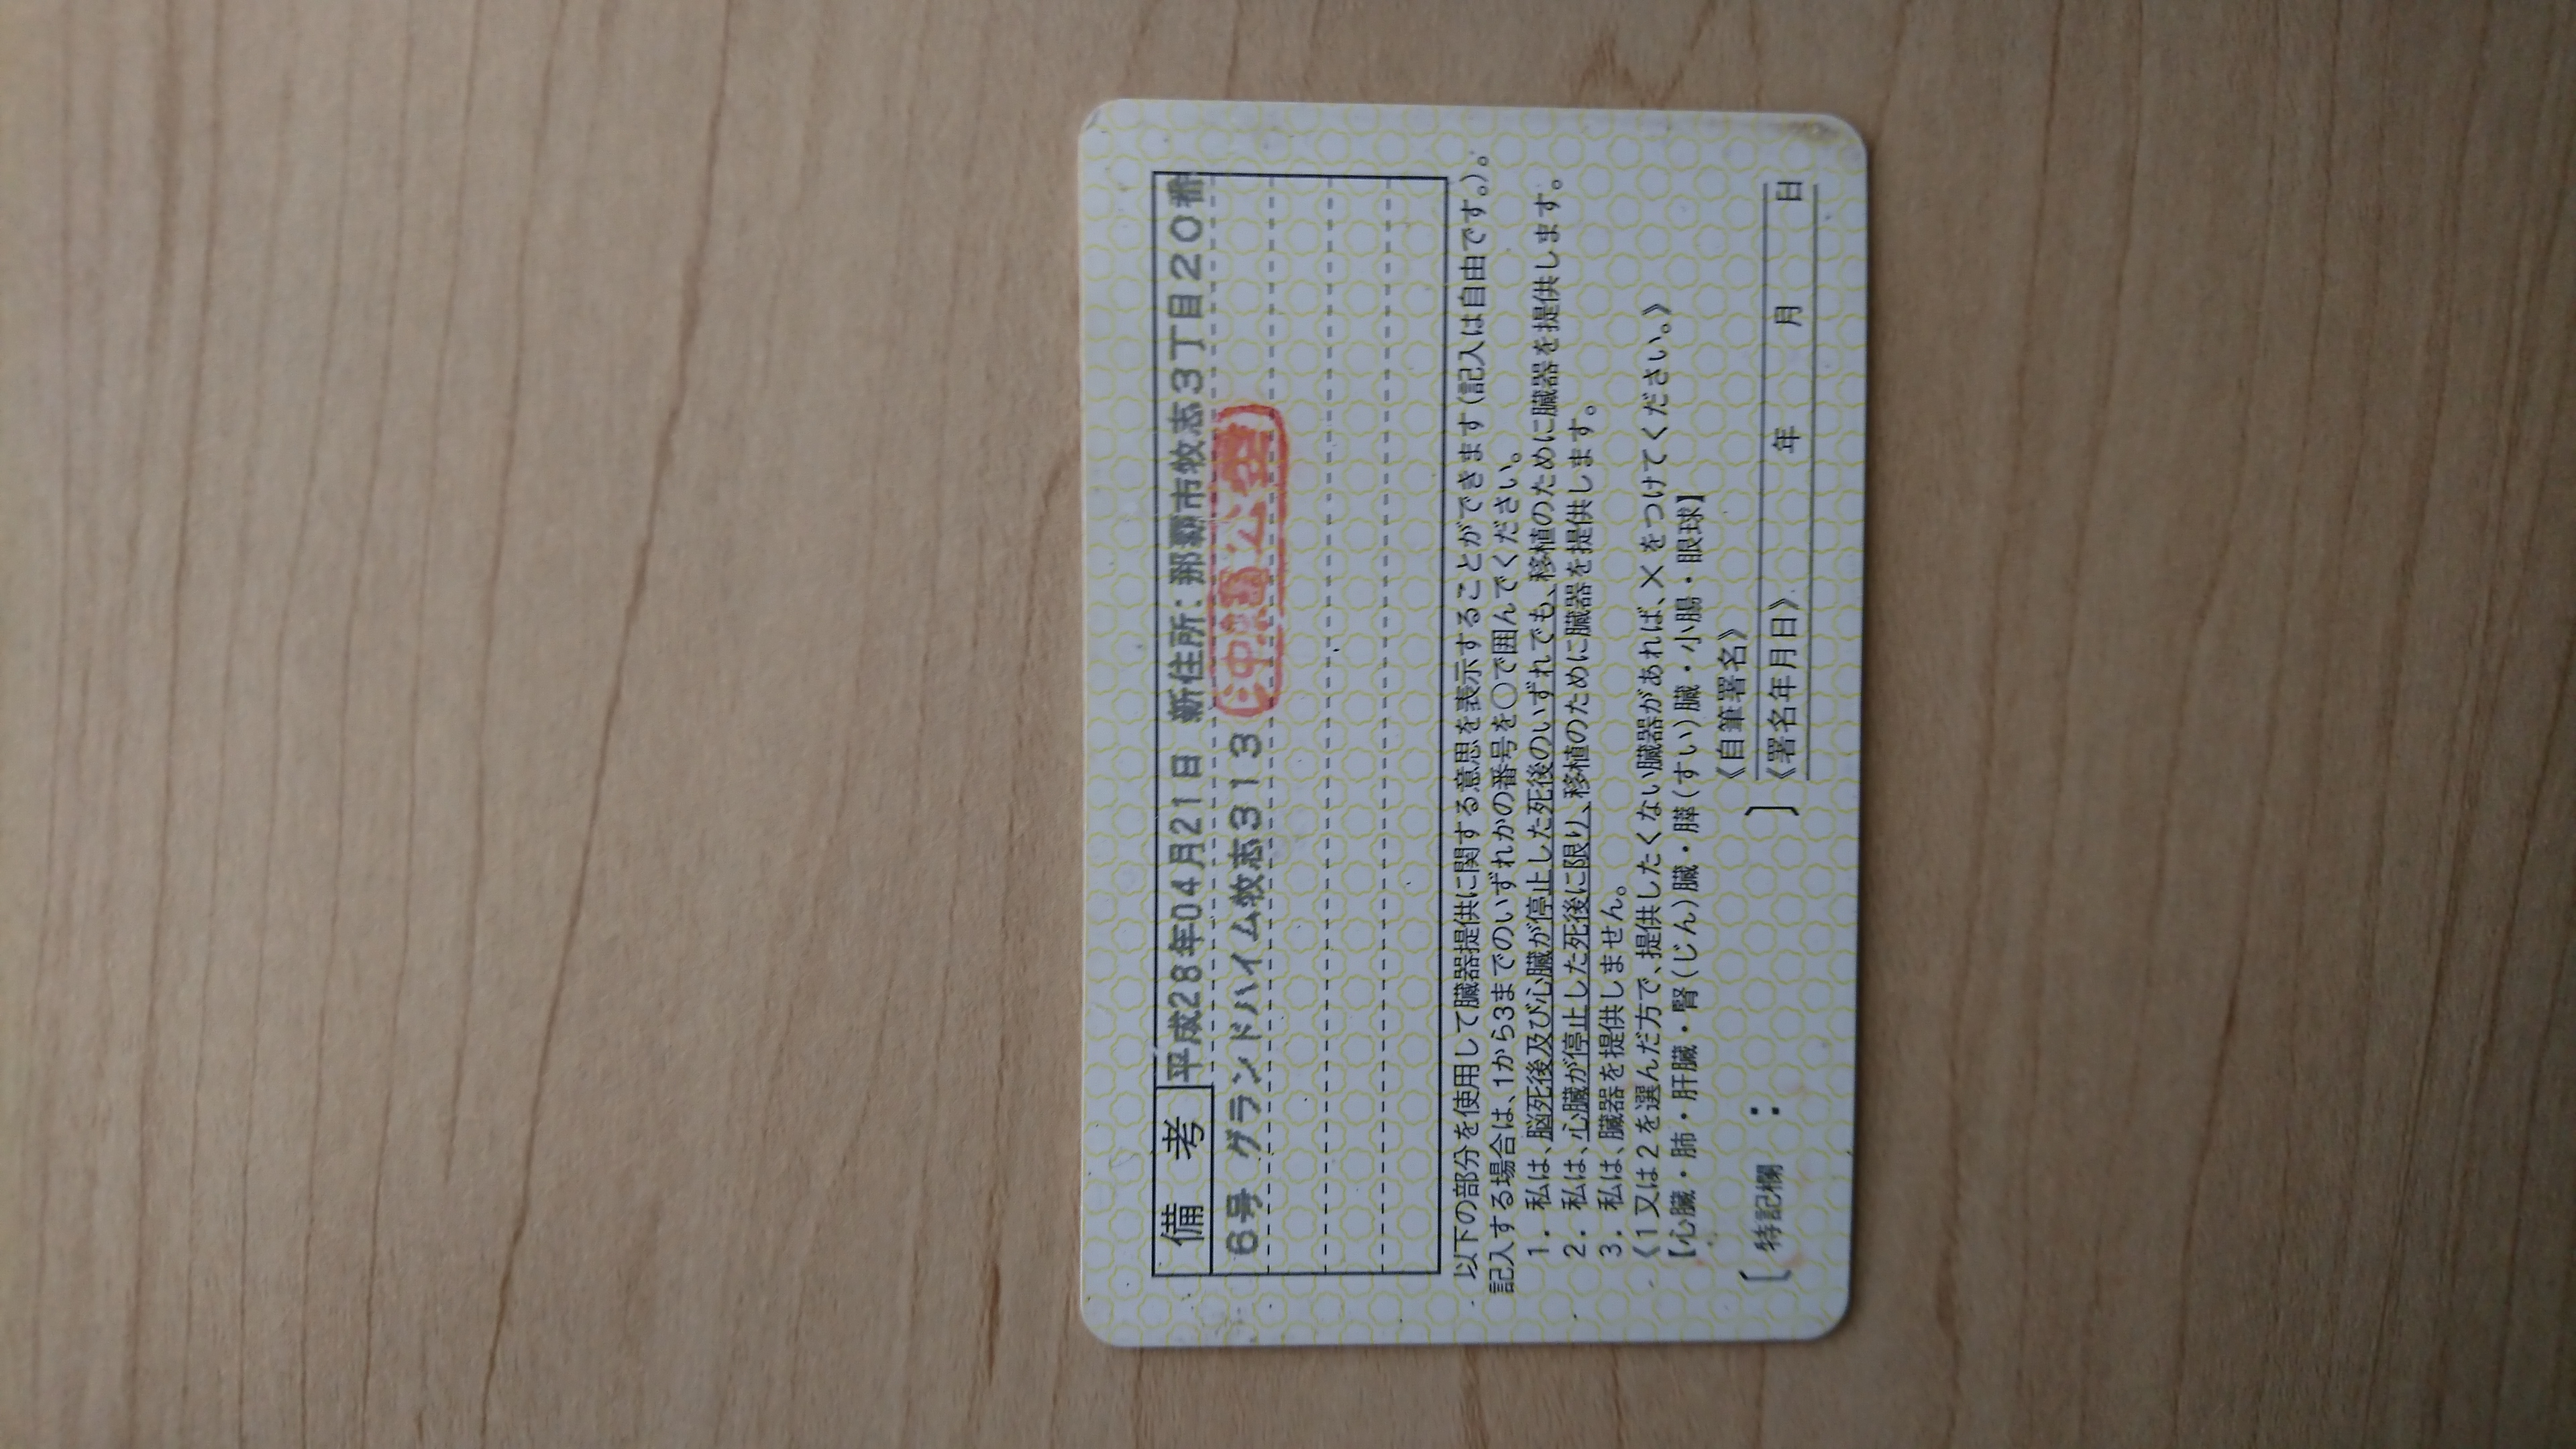 備　考
平成28年04月21日　新住所：那覇市牧志3丁目20番
6号 グランドハイム牧志313
沖縄公委
以下の部分を使用して臓器提供に関する意思を表示することができます（記入は自由です。）。
記入する場合は、1から3までのいずれかの番号を〇で囲んでください。
1. 私は、脳死後及び心臓が停止した死後のいずれでも、移植のために臓器を提供します。
2. 私は、心臓が停止した死後に限り、移植のために臓器を提供します。
3. 私は、臓器を提供しません。
《1又は2を選んだ方で、提供したくない臓器があれば、×をつけてください。》
【心臓・肺・肝臓・腎（じん）臓・膵（すい）臓・小腸・眼球】
〔特記欄：　　〕
《自筆署名》
《署名年月日》　　年　　月　　日